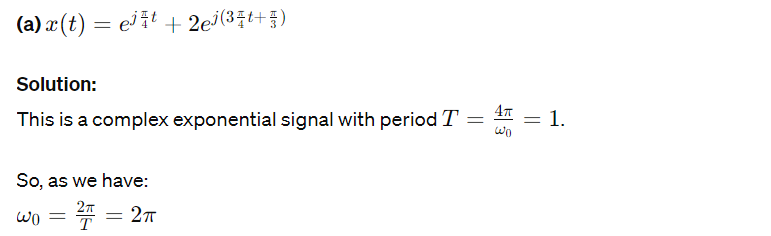 (a) x(t) = e^{j\frac{\pi}{4}t} + 2e^{j(3\frac{\pi}{4}t+\frac{\pi}{3})}
Solution:
This is a complex exponential signal with period T = \frac{4\pi}{\omega_0} = 1.
So, as we have:
\omega_0 = \frac{2\pi}{T} = 2\pi